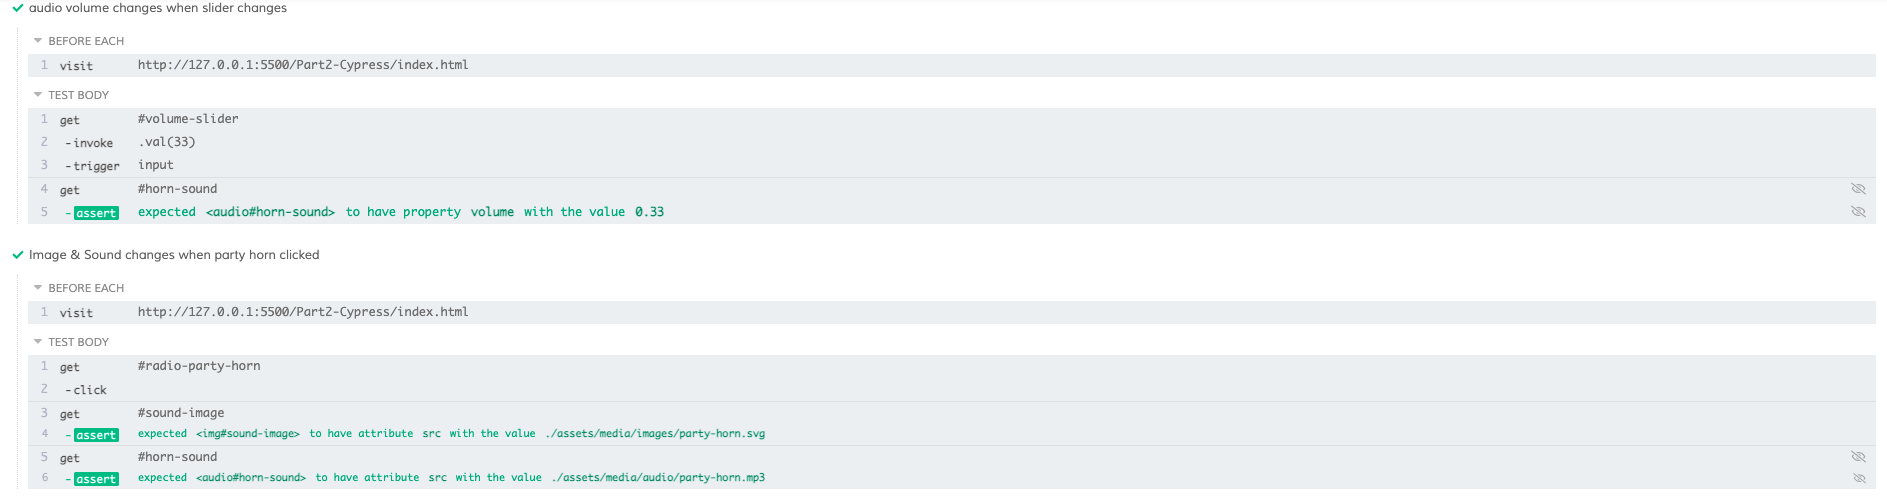 audio volume changes when slider changes
BEFORE EACH
1 visit http://127.0.0.1:5500/Part2-Cypress/index.html
TEST BODY
1 get #volume-slider
2 -invoke .val(33)
3 -trigger input
4 get #horn-sound
5 -assert expected <audio#horn-sound> to have property volume with the value 0.33
Image & Sound changes when party horn clicked
BEFORE EACH
1 visit http://127.0.0.1:5500/Part2-Cypress/index.html
TEST BODY
1 get #radio-party-horn
2 -click
3 get #sound-image
4 -assert expected <img#sound-image> to have attribute src with the value ./assets/media/images/party-horn.svg
5 get #horn-sound
6 -assert expected <audio#horn-sound> to have attribute src with the value ./assets/media/audio/party-horn.mp3